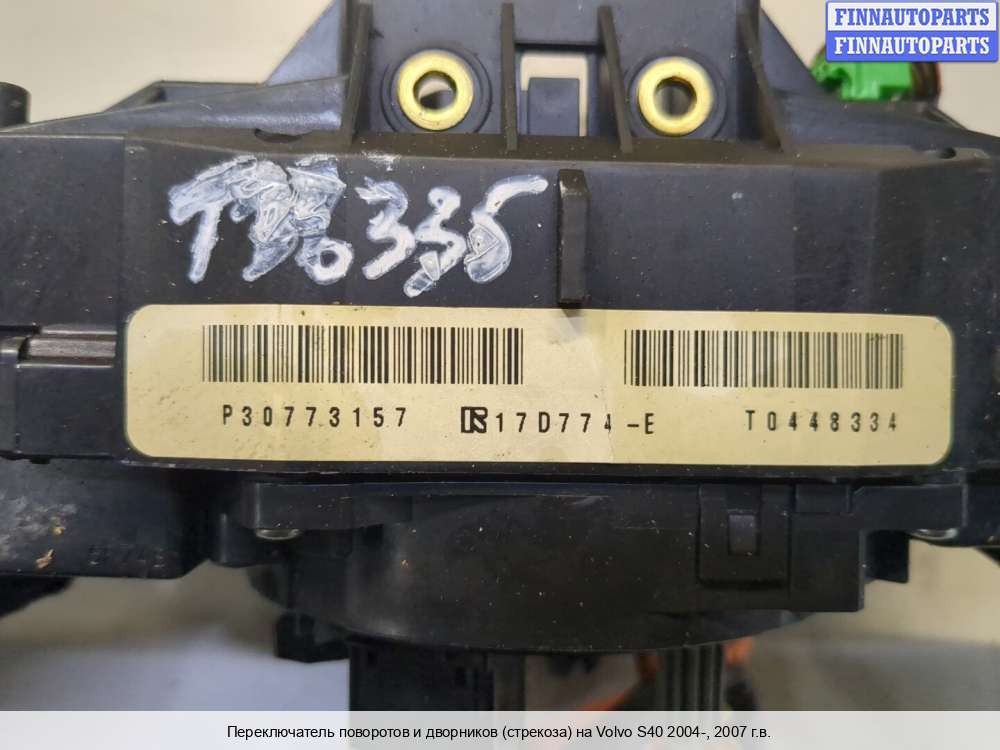 FINNAUTOPARTS
FINNAUTOPARTS
P30773157 17D774-E T0448334
Переключатель поворотов и дворников (стрекоза) на Volvo S40 2004-, 2007 г.в.